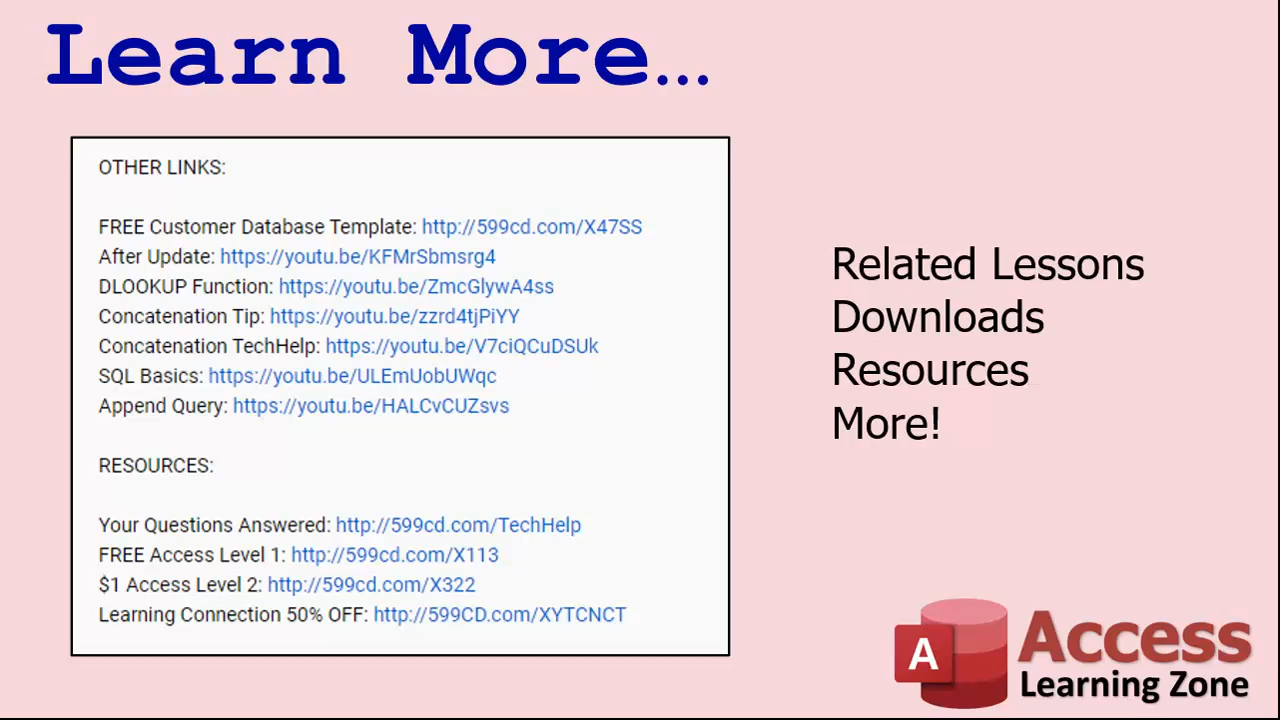 Learn More...
OTHER LINKS:
FREE Customer Database Template: http://599cd.com/X47SS
After Update: https://youtu.be/KFMrSbmsrg4
DLOOKUP Function: https://youtu.be/ZmcGlywA4ss
Concatenation Tip: https://youtu.be/zzrd4tjPiYY
Concatenation TechHelp: https://youtu.be/V7ciQCuDSUk
SQL Basics: https://youtu.be/ULEmUobUWqc
Append Query: https://youtu.be/HALCvCUZsvs
RESOURCES:
Your Questions Answered: http://599cd.com/TechHelp
FREE Access Level 1: http://599cd.com/X113
$1 Access Level 2: http://599cd.com/X322
Learning Connection 50% OFF: http://599CD.com/XYTCNCT
Related Lessons
Downloads
Resources
More!
A
Access
Learning Zone